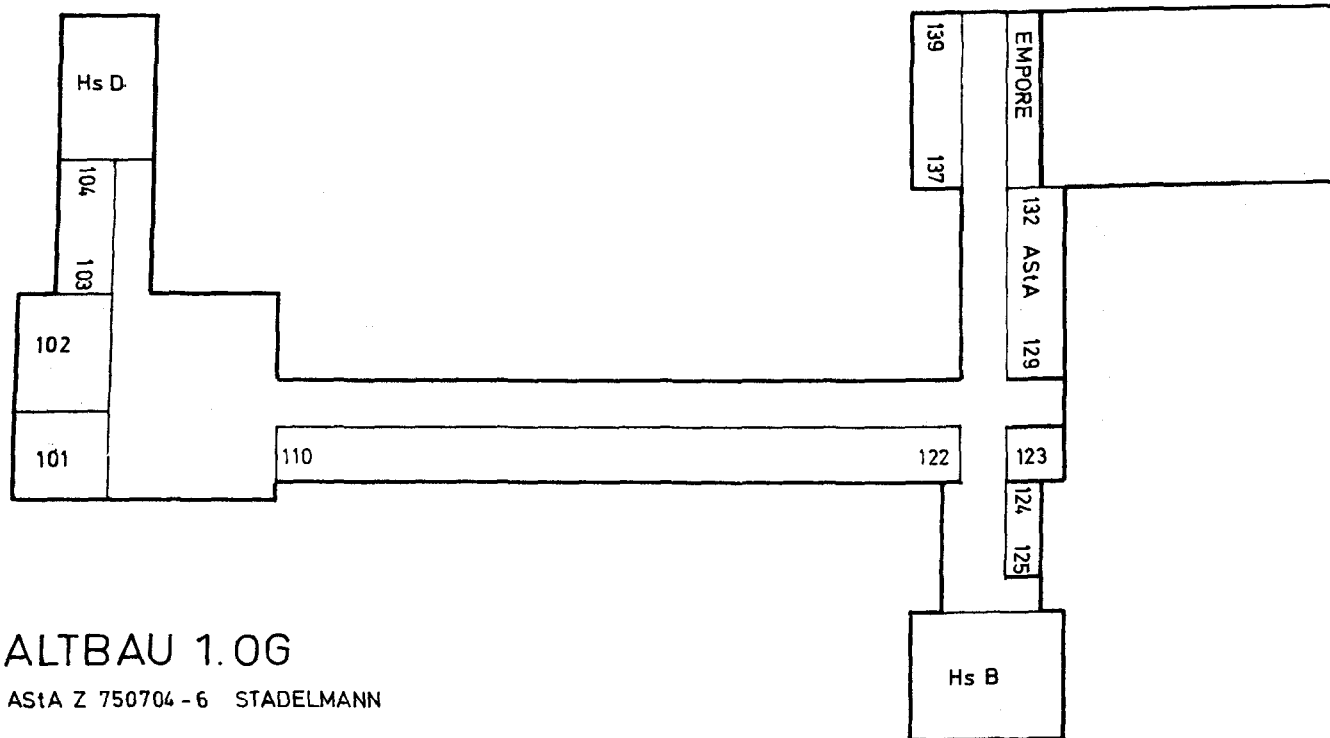 Hs D
139
EMPORE
137
104
103
132 AStA 129
102
101
110
122
123
124
125
ALTBAU 1.OG
AStA Z 750704-6 STADELMANN
Hs B